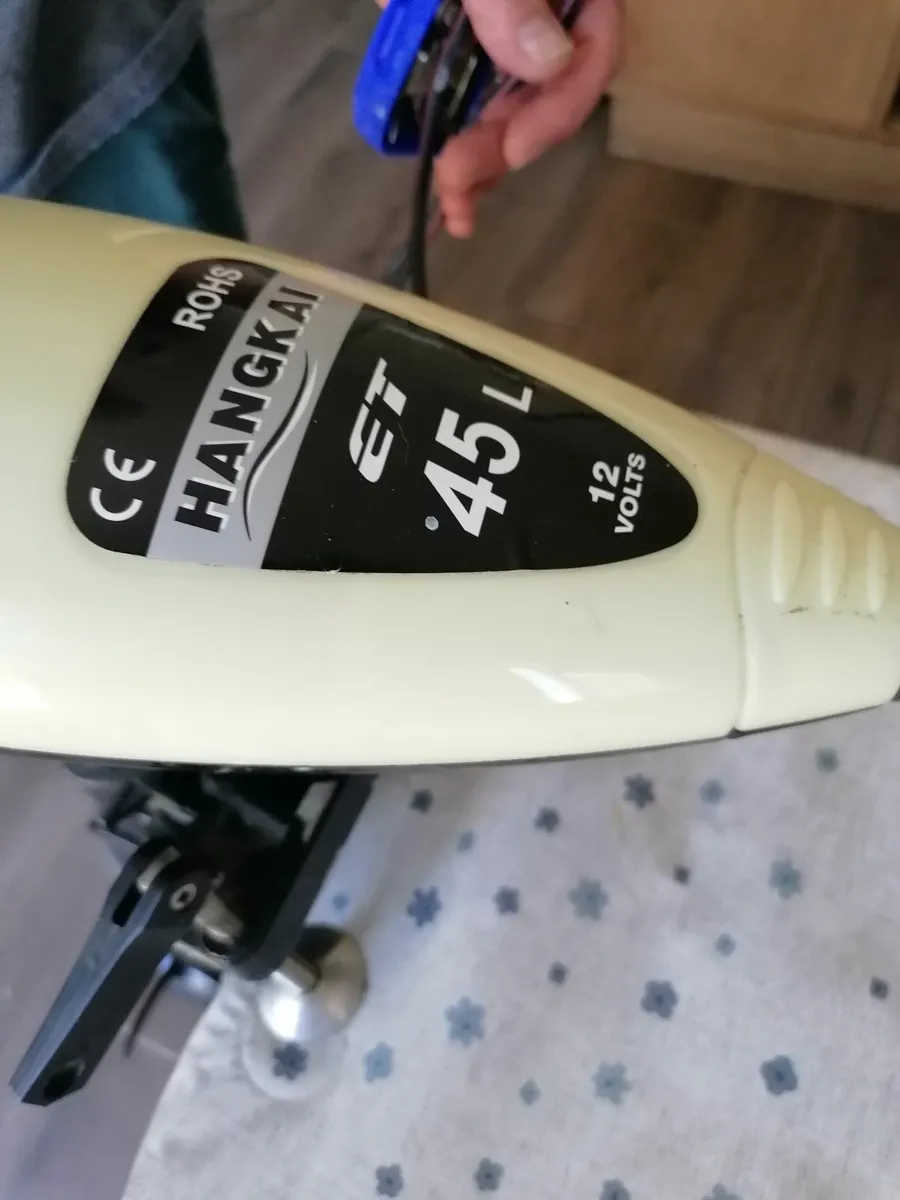 CE ROHS
HANGKAI
ET
45 L
12
VOLTS